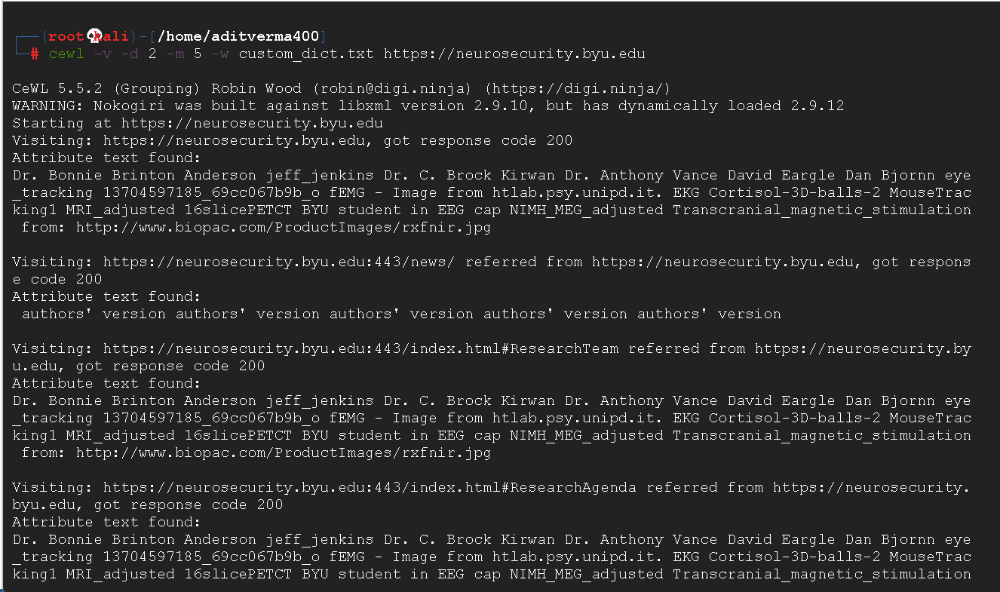 (root💀kali)-[/home/aditverma400]
# cewl -v -d 2 -m 5 -w custom_dict.txt https://neurosecurity.byu.edu
CeWL 5.5.2 (Grouping) Robin Wood (robin@digi.ninja) (https://digi.ninja/)
WARNING: Nokogiri was built against libxml version 2.9.10, but has dynamically loaded 2.9.12
Starting at https://neurosecurity.byu.edu
Visiting: https://neurosecurity.byu.edu, got response code 200
Attribute text found:
Dr. Bonnie Brinton Anderson jeff_jenkins Dr. C. Brock Kirwan Dr. Anthony Vance David Eargle Dan Bjornn eye
_tracking 13704597185_69cc067b9b_o fEMG - Image from htlab.psy.unipd.it. EKG Cortisol-3D-balls-2 MouseTrac
king1 MRI_adjusted 16slicePETCT BYU student in EEG cap NIMH_MEG_adjusted Transcranial_magnetic_stimulation
from: http://www.biopac.com/ProductImages/rxfnir.jpg
Visiting: https://neurosecurity.byu.edu:443/news/ referred from https://neurosecurity.byu.edu, got respons
e code 200
Attribute text found:
authors' version authors' version authors' version authors' version authors' version
Visiting: https://neurosecurity.byu.edu:443/index.html#ResearchTeam referred from https://neurosecurity.by
u.edu, got response code 200
Attribute text found:
Dr. Bonnie Brinton Anderson jeff_jenkins Dr. C. Brock Kirwan Dr. Anthony Vance David Eargle Dan Bjornn eye
_tracking 13704597185_69cc067b9b_o fEMG - Image from htlab.psy.unipd.it. EKG Cortisol-3D-balls-2 MouseTrac
king1 MRI_adjusted 16slicePETCT BYU student in EEG cap NIMH_MEG_adjusted Transcranial_magnetic_stimulation
from: http://www.biopac.com/ProductImages/rxfnir.jpg
Visiting: https://neurosecurity.byu.edu:443/index.html#ResearchAgenda referred from https://neurosecurity.
byu.edu, got response code 200
Attribute text found:
Dr. Bonnie Brinton Anderson jeff_jenkins Dr. C. Brock Kirwan Dr. Anthony Vance David Eargle Dan Bjornn eye
_tracking 13704597185_69cc067b9b_o fEMG - Image from htlab.psy.unipd.it. EKG Cortisol-3D-balls-2 MouseTrac
king1 MRI_adjusted 16slicePETCT BYU student in EEG cap NIMH_MEG_adjusted Transcranial_magnetic_stimulation